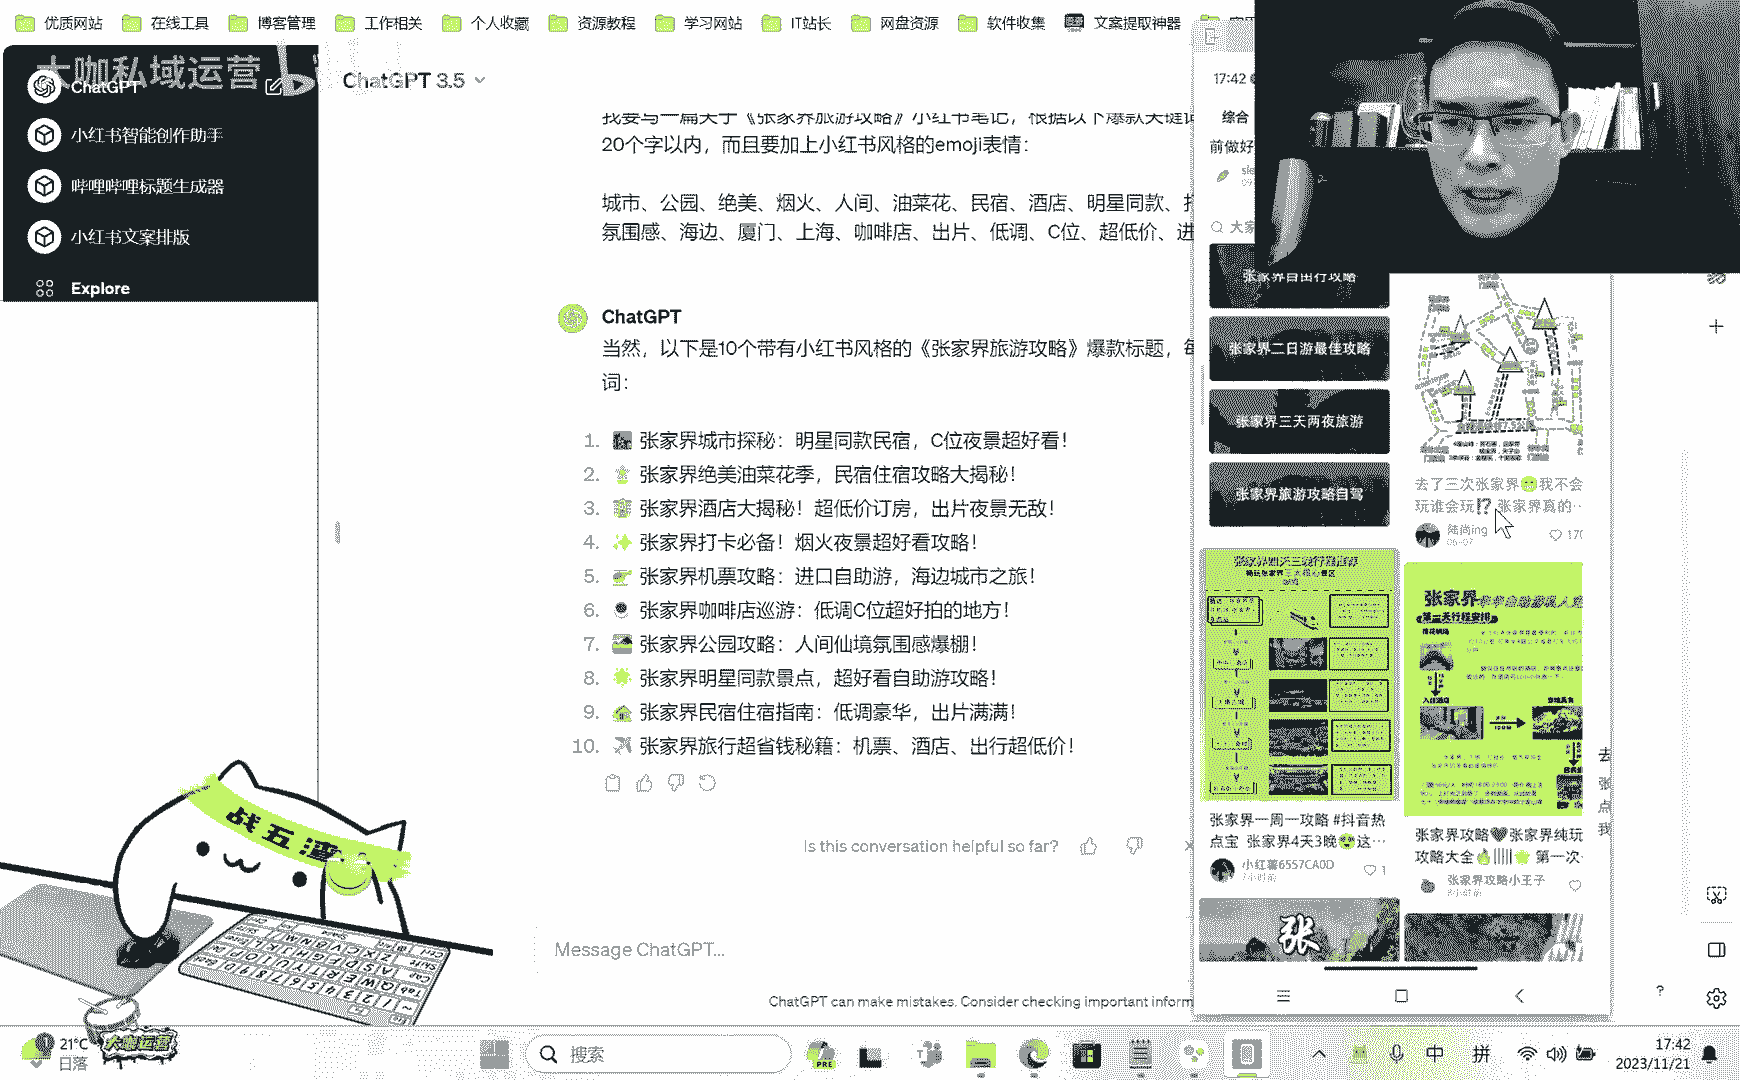 优质网站
在线工具
博客管理
工作相关
个人收藏
资源教程
学习网站
IT站长
网盘资源
软件收集
文案提取神器
大咖私域运营
ChatGPT
小红书智能创作助手
哔哩哔哩标题生成器
小红书文案排版
Explore
ChatGPT 3.5
我要写一篇关于《张家界旅游攻略》小红书笔记，根据以下爆款关键词
20个字以内，而且要加上小红书风格的emoji表情：
城市、公园、绝美、烟火、人间、油菜花、民宿、酒店、明星同款、打
氛围感、海边、厦门、上海、咖啡店、出片、低调、C位、超低价、进
ChatGPT
当然，以下是10个带有小红书风格的《张家界旅游攻略》爆款标题，每
词：
1. 张家界城市探秘：明星同款民宿，C位夜景超好看！
2. 张家界绝美油菜花季，民宿住宿攻略大揭秘！
3. 张家界酒店大揭秘！超低价订房，出片夜景无敌！
4. ✨ 张家界打卡必备！烟火夜景超好看攻略！
5. 张家界机票攻略：进口自助游，海边城市之旅！
6. 张家界咖啡店巡游：低调C位超好拍的地方！
7. 张家界公园攻略：人间仙境氛围感爆棚！
8. 张家界明星同款景点，超好看自助游攻略！
9. 张家界民宿住宿指南：低调豪华，出片满满！
10. 张家界旅行超省钱秘籍：机票、酒店、出行超低价！
Is this conversation helpful so far?
Message ChatGPT...
ChatGPT can make mistakes. Consider checking important inform
17:42
综合
前做好
大家
张家界自由行攻略
张家界二日游最佳攻略
张家界三天两夜旅游
张家界旅游攻略自驾
去了三次张家界😁我不会
玩谁会玩⁉️ 张家界真的…
陆尚ing
06-07
170
张家界一周一攻略 #抖音热
点宝 张家界4天3晚🥰这…
小红薯6557CA0D
7小时前
1
张家界
第一天行程安排
张家界攻略🖤张家界纯玩
攻略大全 第一次
张家界攻略小王子
张
去
张
点
我
战五渣
大咖运营
21°C
日落
搜索
PRE
中
拼
17:42
2023/11/21